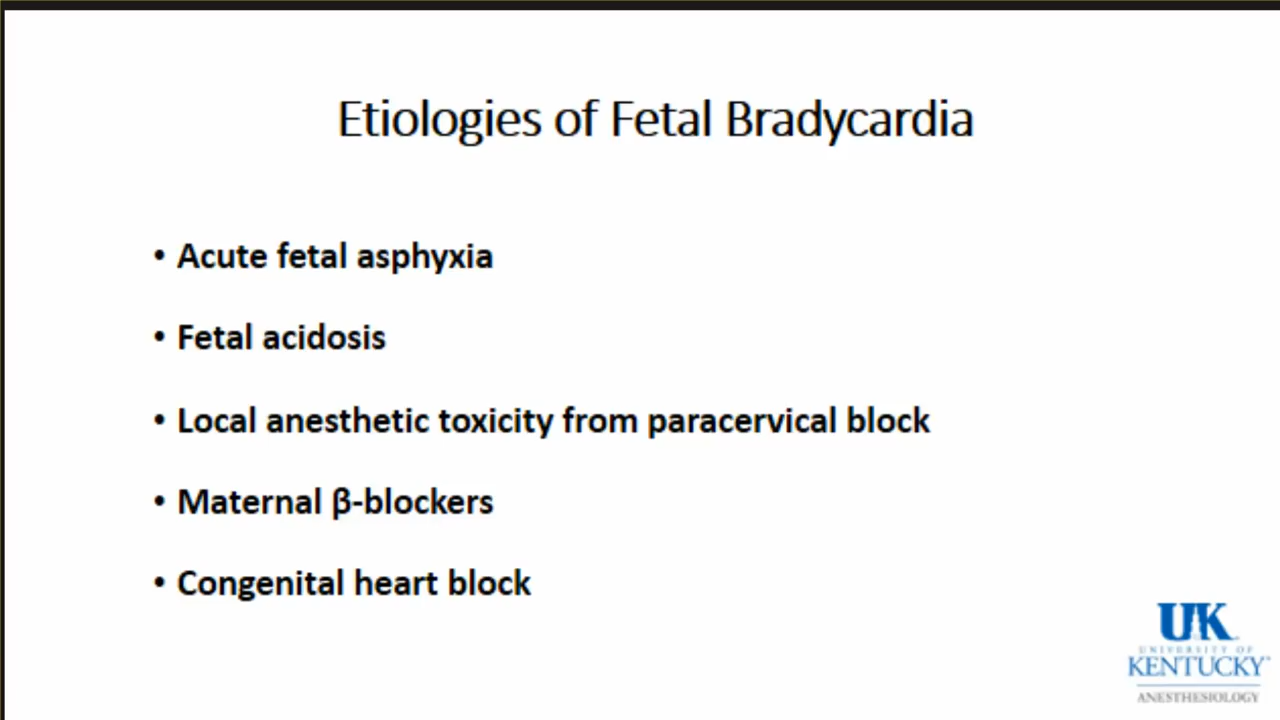 Etiologies of Fetal Bradycardia
• Acute fetal asphyxia
• Fetal acidosis
• Local anesthetic toxicity from paracervical block
• Maternal β-blockers
• Congenital heart block
UK
UNIVERSITY OF
KENTUCKY
ANESTHESIOLOGY